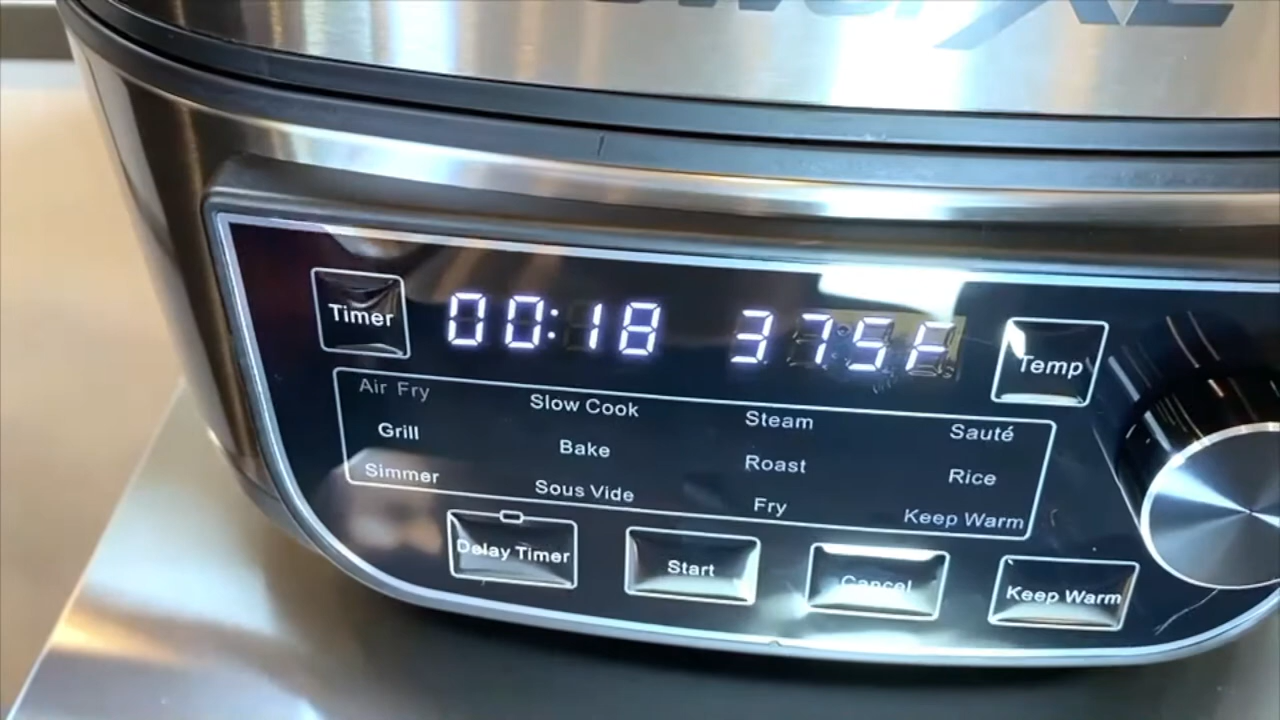 Timer 00:18 375F Temp
Air Fry Slow Cook Steam Sauté
Grill Bake Roast Rice
Simmer Sous Vide Fry Keep Warm
Delay Timer Start Cancel Keep Warm